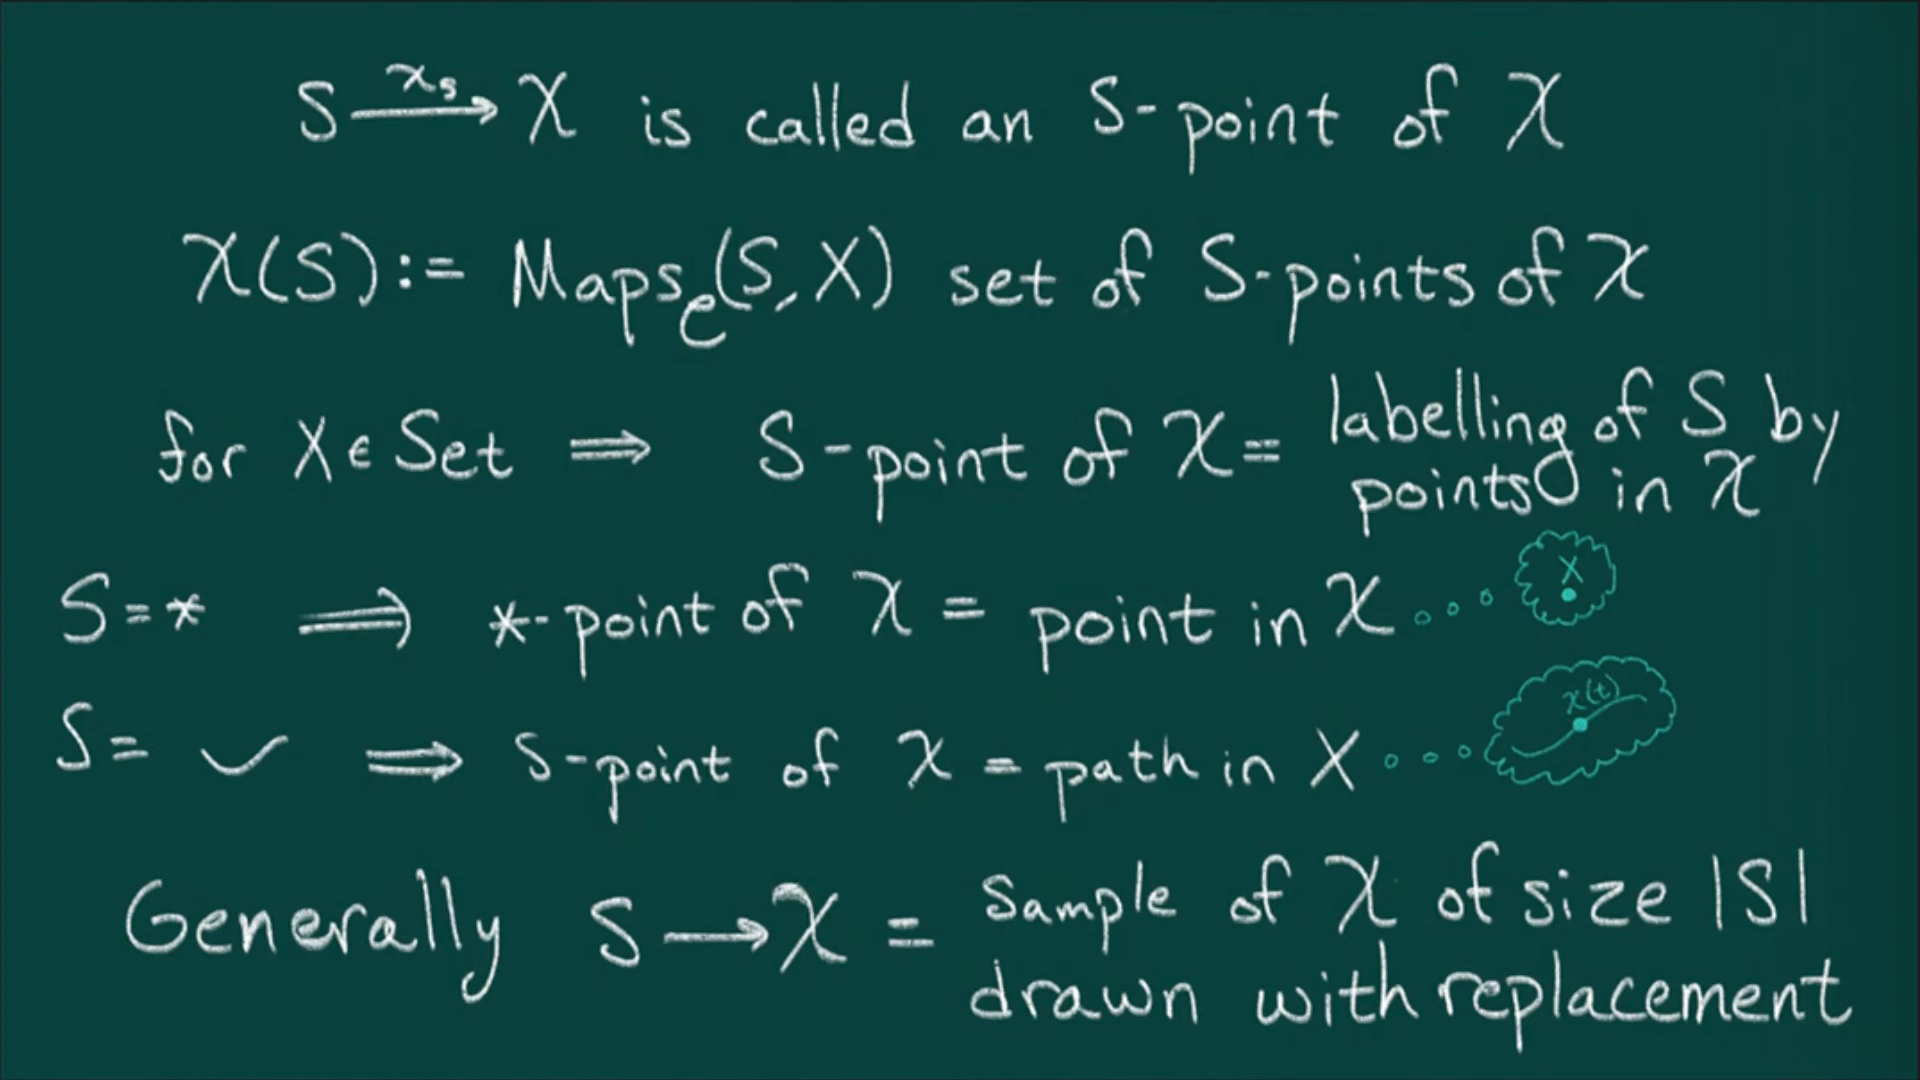 S —x_s→ X is called an S-point of X
X(S) := Maps_C(S, X) set of S-points of X
for X ∈ Set ⟹ S-point of X = labelling of S by
points in X
S = * ⟹ *-point of X = point in X
X
S = ⟹ S-point of X = path in X
x(t)
Generally S → X = Sample of X of size |S|
drawn with replacement